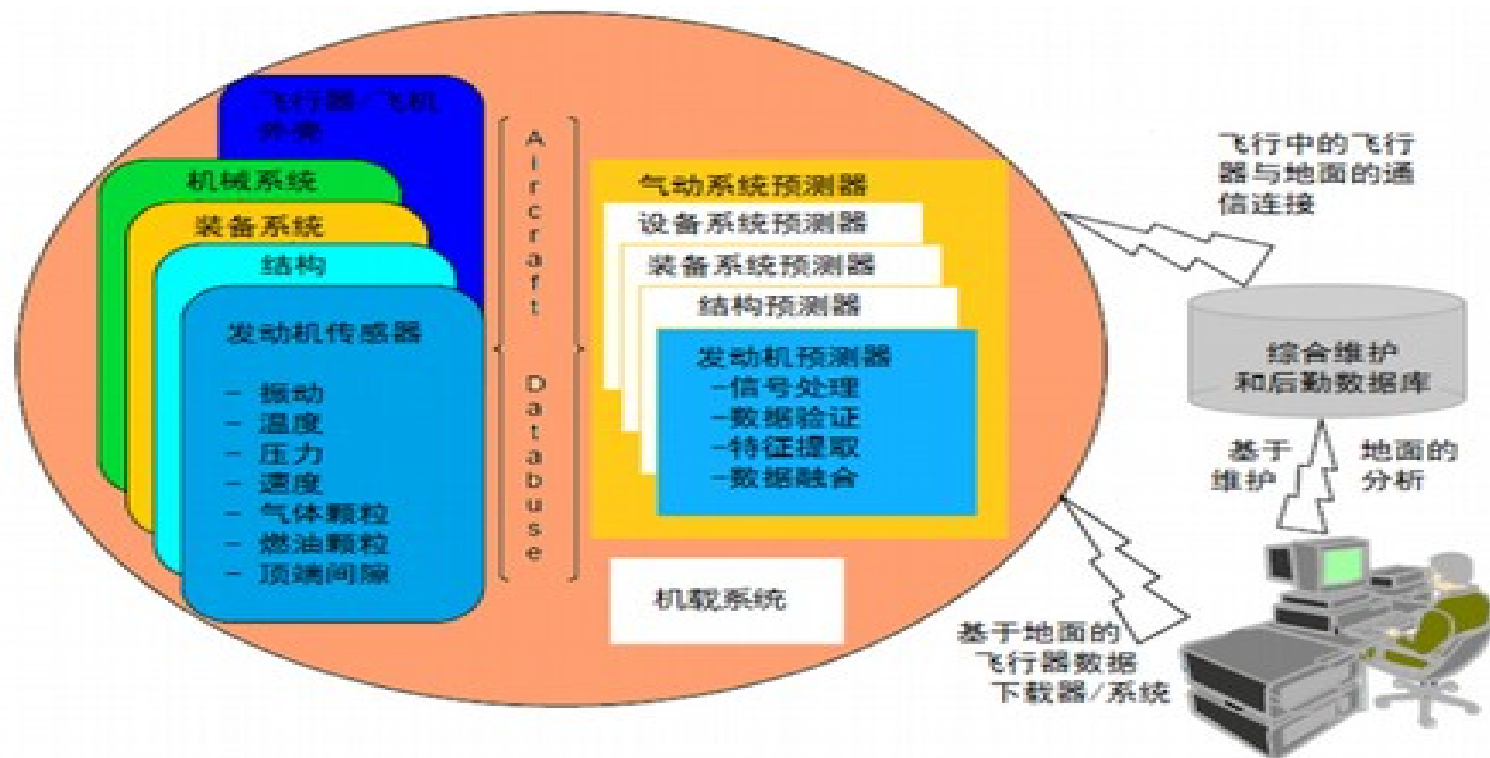 飞行器/飞机
外壳
机械系统
装备系统
结构
发动机传感器
- 振动
- 温度
- 压力
- 速度
- 气体颗粒
- 燃油颗粒
- 顶端间隙
Aircraft Databuse
气动系统预测器
设备系统预测器
装备系统预测器
结构预测器
发动机预测器
-信号处理
-数据验证
-特征提取
-数据融合
机载系统
飞行中的飞行
器与地面的通
信连接
综合维护
和后勤数据库
基于 地面的
维护 分析
基于地面的
飞行器数据
下载器/系统